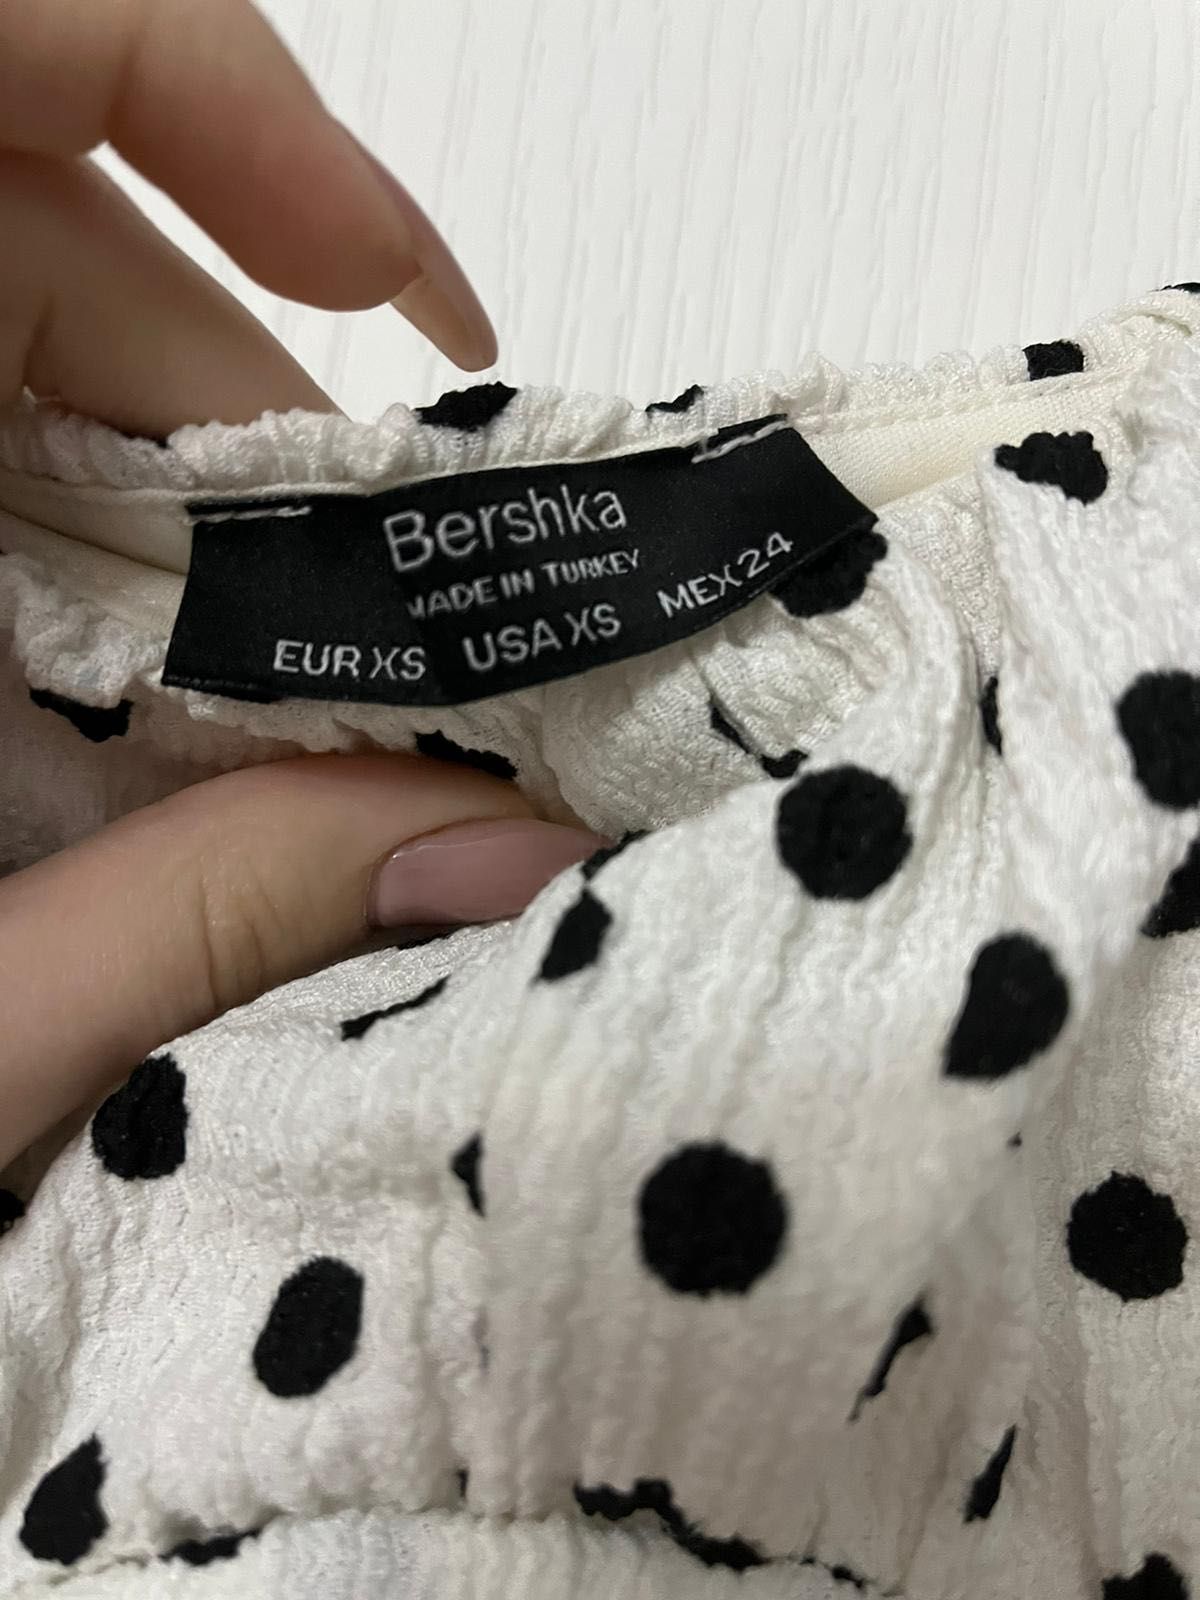 Bershka
MADE IN TURKEY
EUR XS USA XS MEX 24